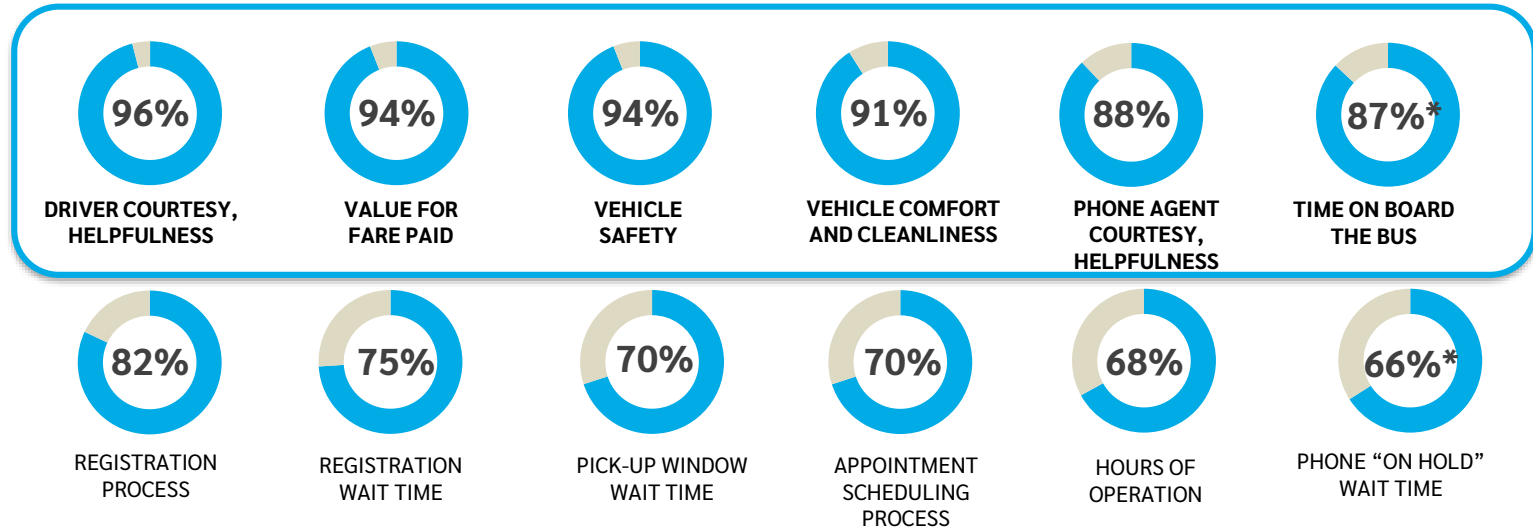 96%
94%
94%
91%
88%
87%*
DRIVER COURTESY,
HELPFULNESS
VALUE FOR
FARE PAID
VEHICLE
SAFETY
VEHICLE COMFORT
AND CLEANLINESS
PHONE AGENT
COURTESY,
HELPFULNESS
TIME ON BOARD
THE BUS
82%
75%
70%
70%
68%
66%*
REGISTRATION
PROCESS
REGISTRATION
WAIT TIME
PICK-UP WINDOW
WAIT TIME
APPOINTMENT
SCHEDULING
PROCESS
HOURS OF
OPERATION
PHONE “ON HOLD”
WAIT TIME